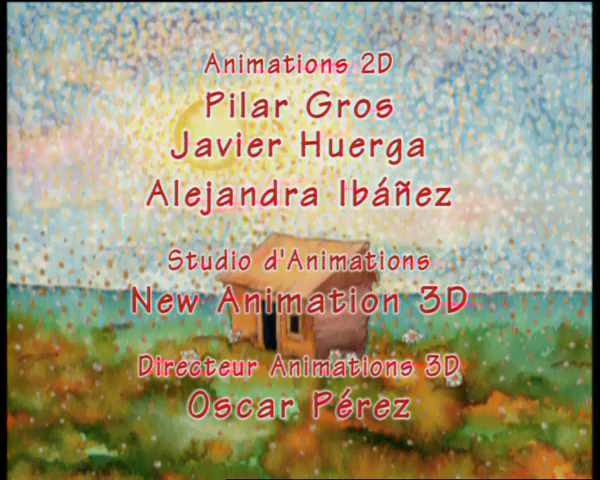 Animations 2D
Pilar Gros
Javier Huerga
Alejandra Ibáñez
Studio d'Animations
New Animation 3D
Directeur Animations 3D
Oscar Pérez